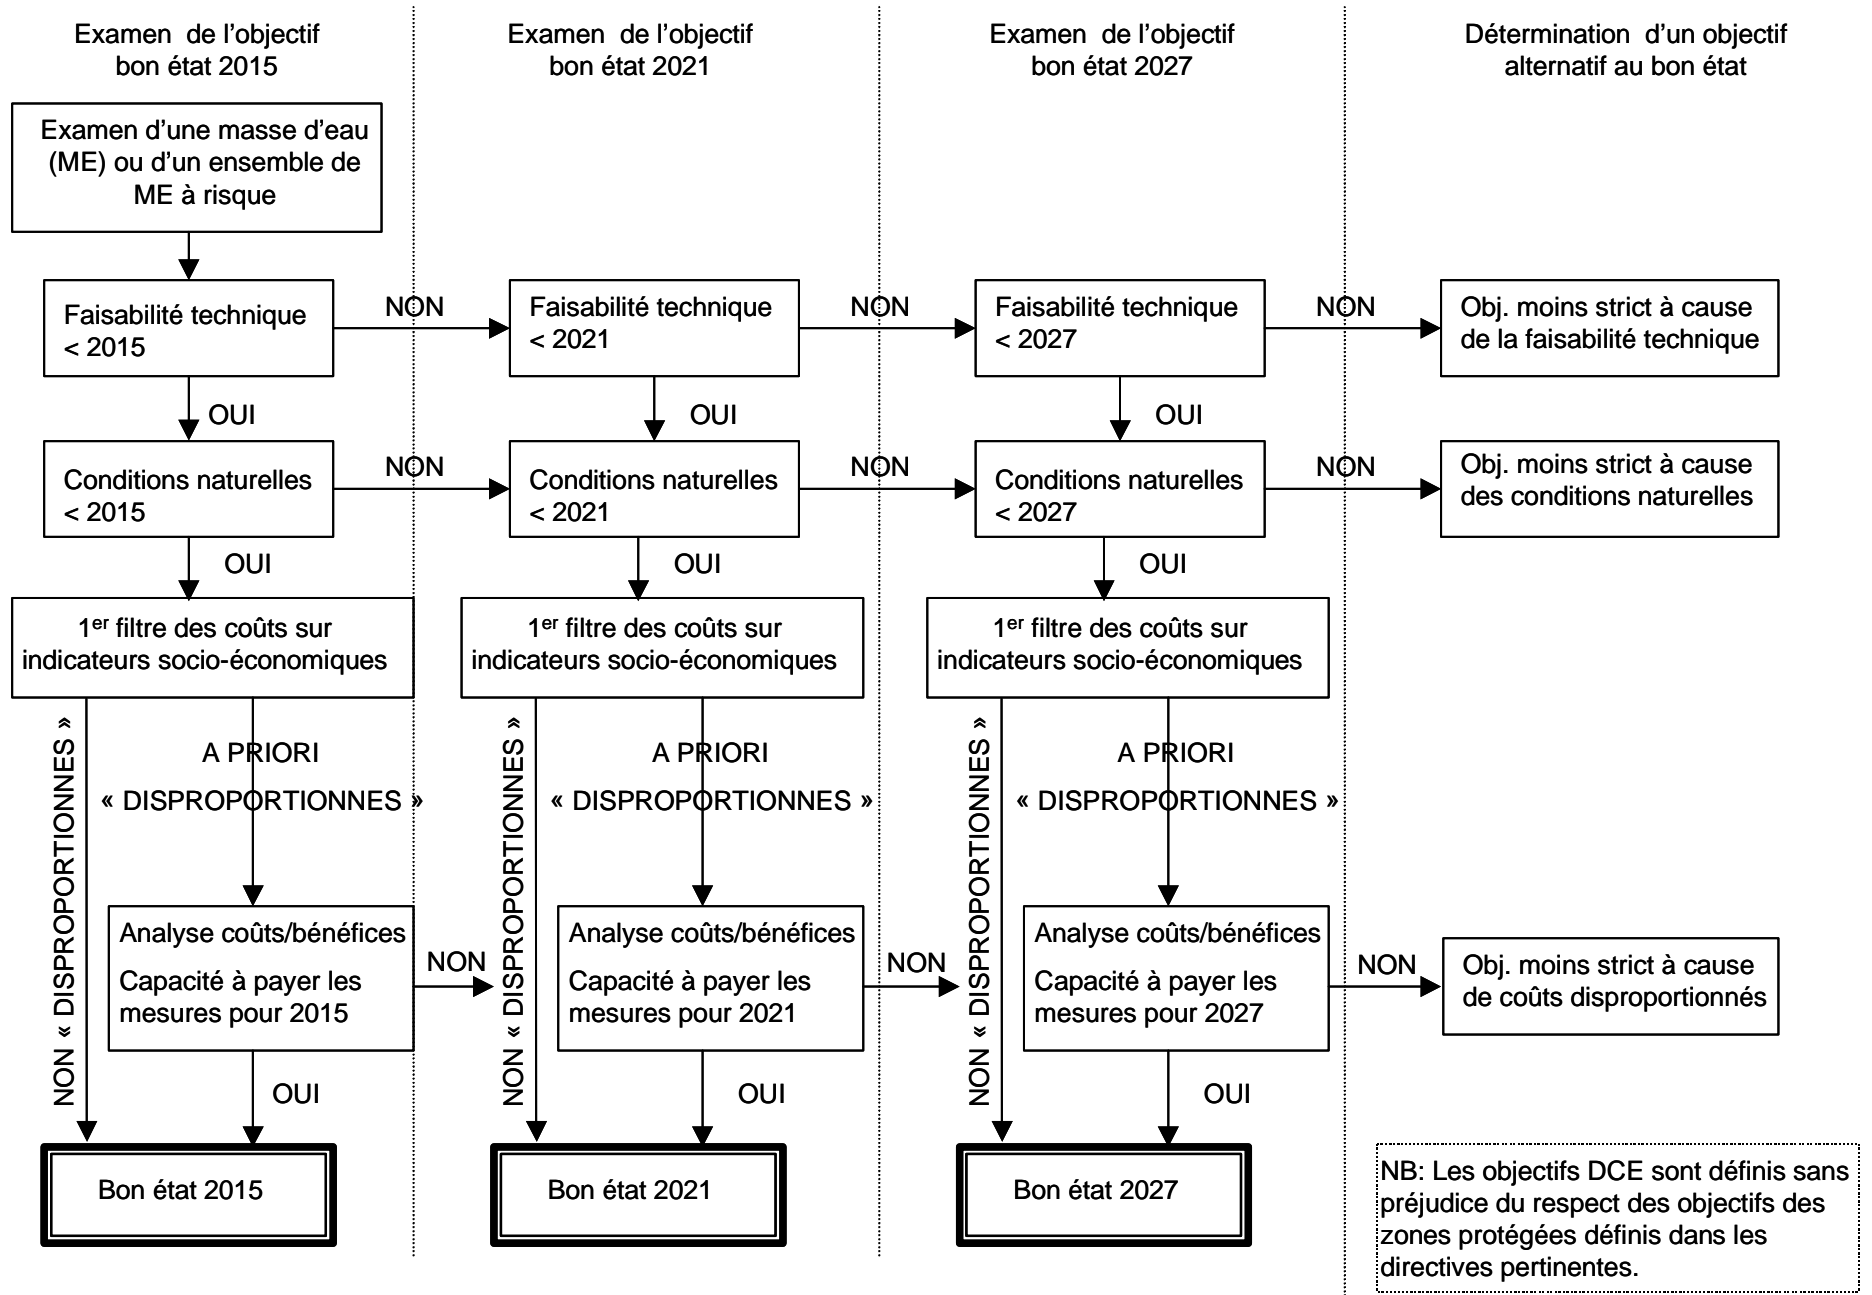 Examen de l'objectif
bon état 2015
Examen de l'objectif
bon état 2021
Examen de l'objectif
bon état 2027
Détermination d'un objectif
alternatif au bon état
Examen d'une masse d'eau
(ME) ou d'un ensemble de
ME à risque
Faisabilité technique
< 2015
NON
Faisabilité technique
< 2021
NON
Faisabilité technique
< 2027
NON
Obj. moins strict à cause
de la faisabilité technique
OUI
OUI
OUI
Conditions naturelles
< 2015
NON
Conditions naturelles
< 2021
NON
Conditions naturelles
< 2027
NON
Obj. moins strict à cause
des conditions naturelles
OUI
OUI
OUI
1er filtre des coûts sur
indicateurs socio-économiques
1er filtre des coûts sur
indicateurs socio-économiques
1er filtre des coûts sur
indicateurs socio-économiques
NON « DISPROPORTIONNES »
A PRIORI
« DISPROPORTIONNES »
NON « DISPROPORTIONNES »
A PRIORI
« DISPROPORTIONNES »
NON « DISPROPORTIONNES »
A PRIORI
« DISPROPORTIONNES »
Analyse coûts/bénéfices
Capacité à payer les
mesures pour 2015
NON
Analyse coûts/bénéfices
Capacité à payer les
mesures pour 2021
NON
Analyse coûts/bénéfices
Capacité à payer les
mesures pour 2027
NON
Obj. moins strict à cause
de coûts disproportionnés
OUI
OUI
OUI
Bon état 2015
Bon état 2021
Bon état 2027
NB: Les objectifs DCE sont définis sans
préjudice du respect des objectifs des
zones protégées définis dans les
directives pertinentes.